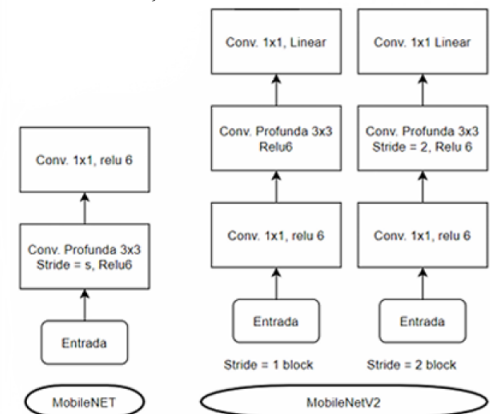 Conv. 1x1, relu 6
Conv. Profunda 3x3
Stride = s, Relu6
Entrada
MobileNET
Conv. 1x1, Linear
Conv. Profunda 3x3
Relu6
Conv. 1x1, relu 6
Entrada
Stride = 1 block
Conv. 1x1 Linear
Conv. Profunda 3x3
Stride = 2, Relu 6
Conv. 1x1, relu 6
Entrada
Stride = 2 block
MobileNetV2